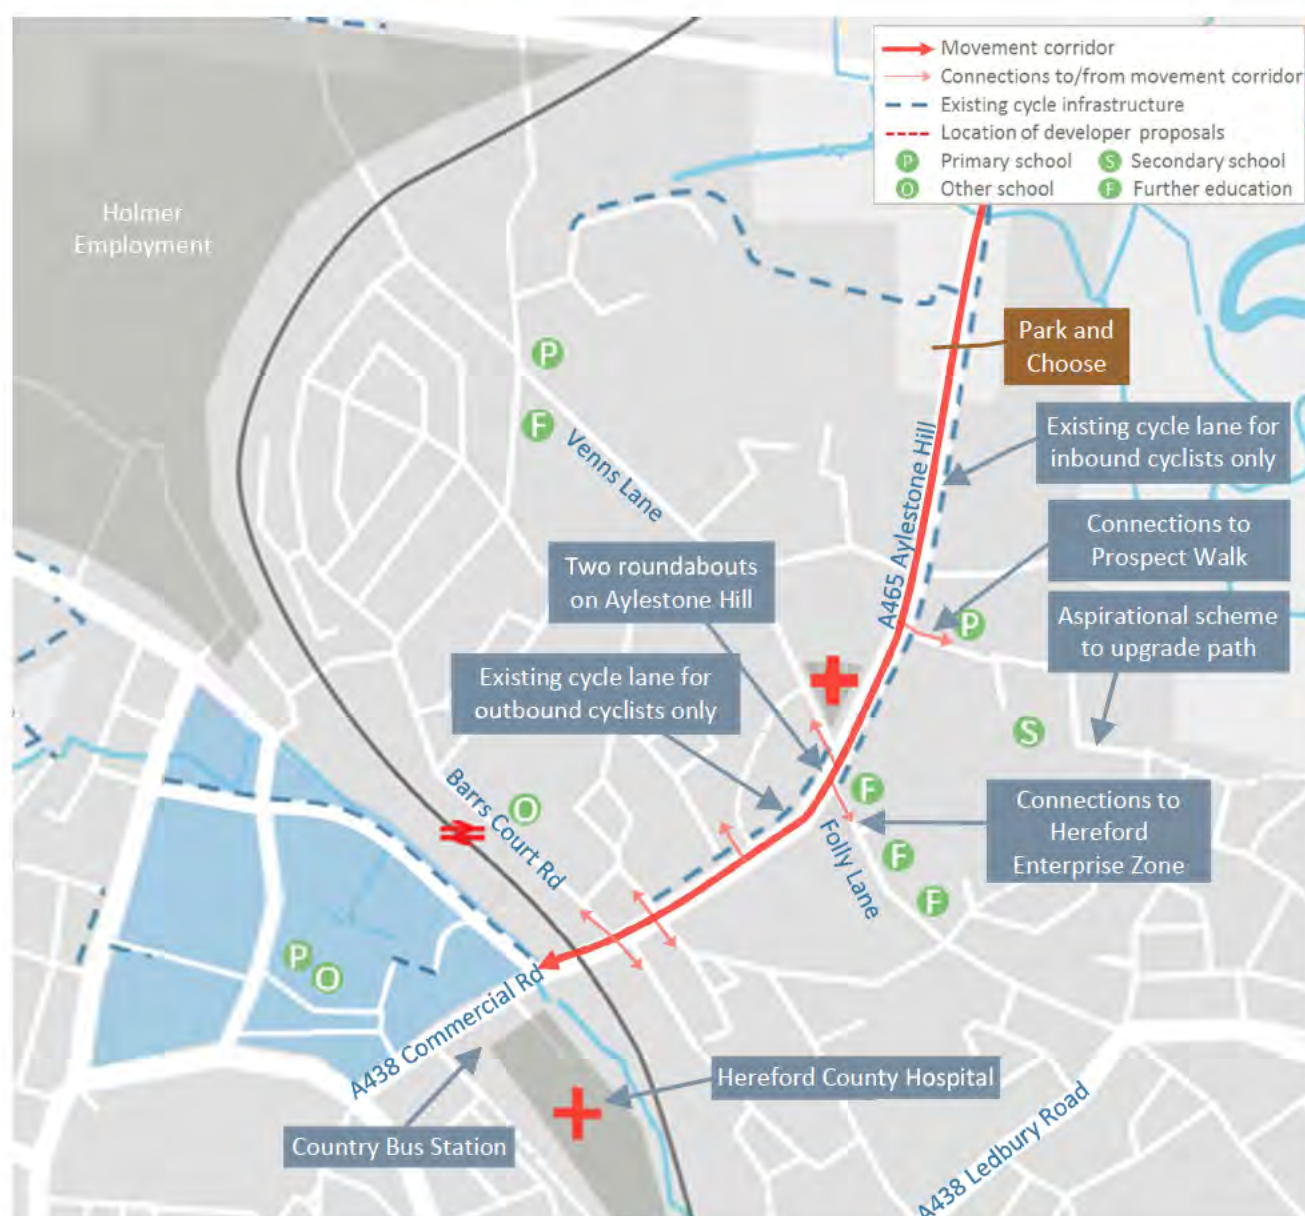 Movement corridor
Connections to/from movement corridor
Existing cycle infrastructure
Location of developer proposals
P Primary school
S Secondary school
O Other school
F Further education
Holmer
Employment
Park and
Choose
P
F
Venns Lane
A465 Aylestone Hill
Existing cycle lane for
inbound cyclists only
Connections to
Prospect Walk
Two roundabouts
on Aylestone Hill
P
Aspirational scheme
to upgrade path
Existing cycle lane for
outbound cyclists only
S
Barrs Court Rd
O
F
Connections to
Hereford
Enterprise Zone
Folly Lane
F
F
P
O
A438 Commercial Rd
Hereford County Hospital
Country Bus Station
A438 Ledbury Road